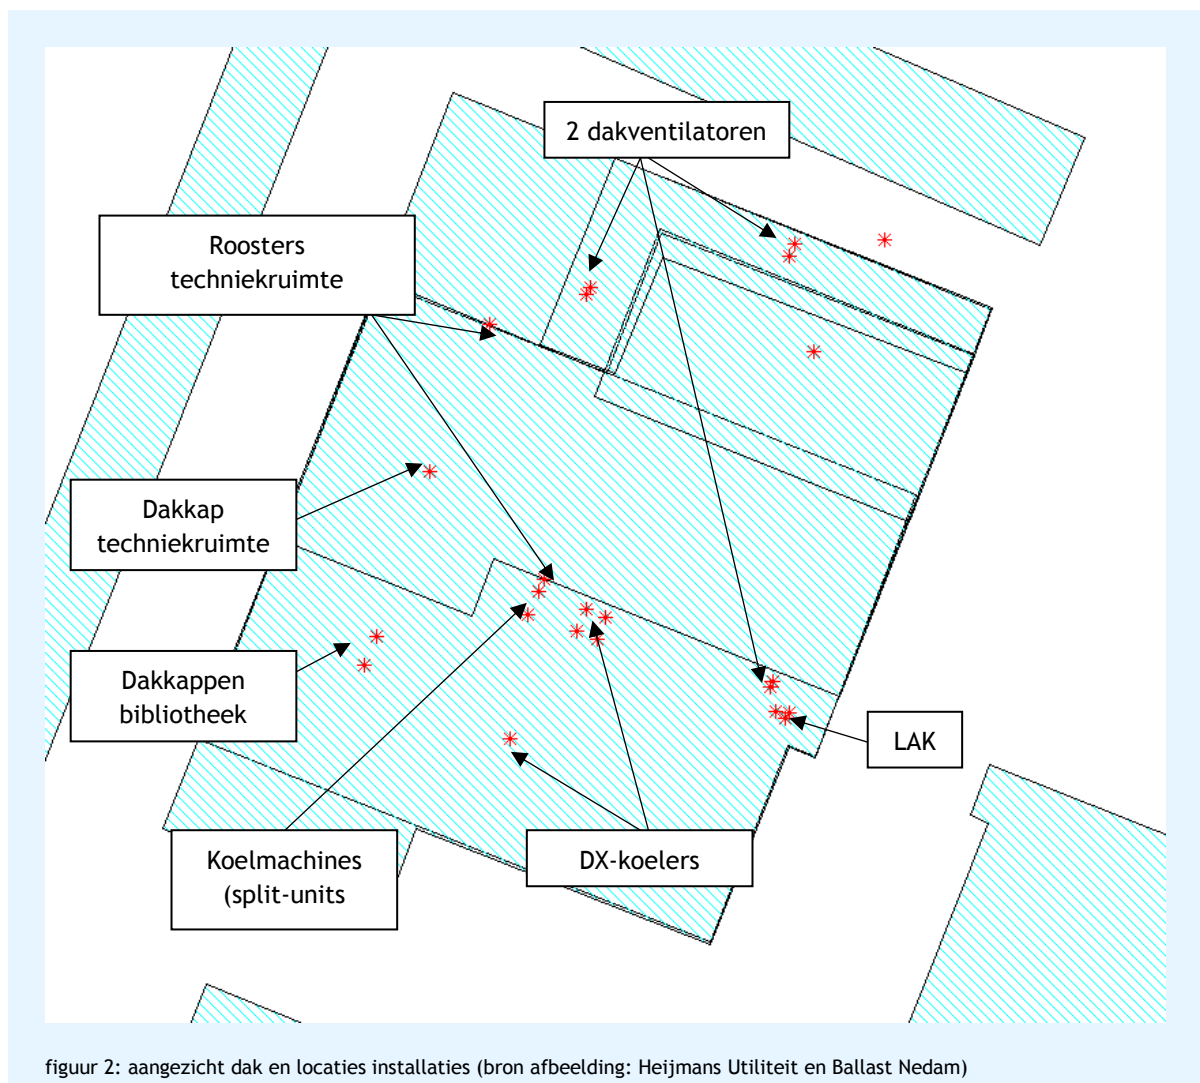 2 dakventilatoren
Roosters
techniekruimte
Dakkap
techniekruimte
Dakkappen
bibliotheek
LAK
Koelmachines
(split-units
DX-koelers
figuur 2: aangezicht dak en locaties installaties (bron afbeelding: Heijmans Utiliteit en Ballast Nedam)